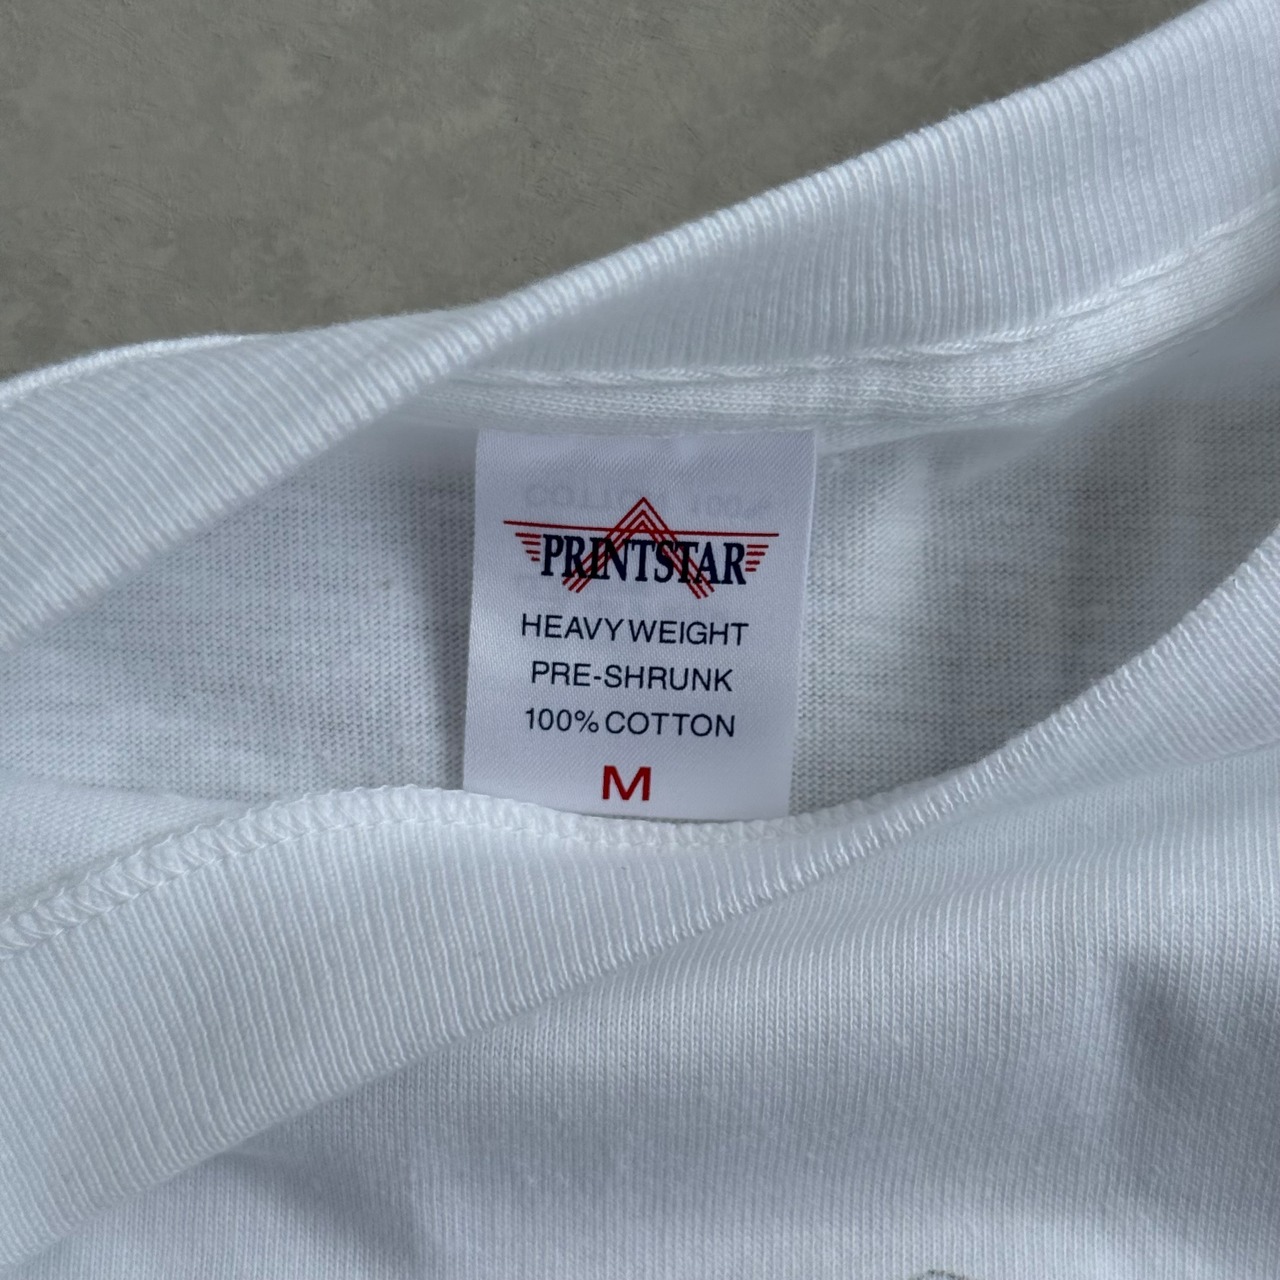 PRINTSTAR
HEAVY WEIGHT
PRE-SHRUNK
100% COTTON
M